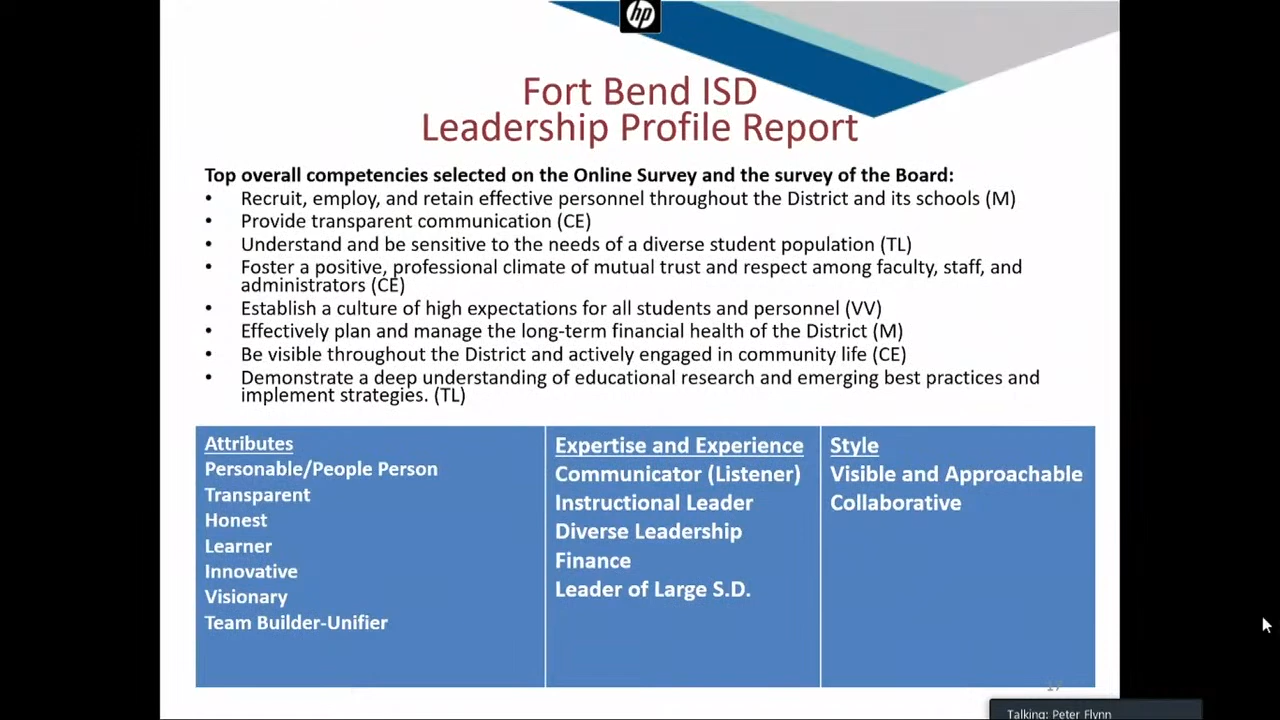 hp
Fort Bend ISD
Leadership Profile Report
Top overall competencies selected on the Online Survey and the survey of the Board:
• Recruit, employ, and retain effective personnel throughout the District and its schools (M)
• Provide transparent communication (CE)
• Understand and be sensitive to the needs of a diverse student population (TL)
• Foster a positive, professional climate of mutual trust and respect among faculty, staff, and
administrators (CE)
• Establish a culture of high expectations for all students and personnel (VV)
• Effectively plan and manage the long-term financial health of the District (M)
• Be visible throughout the District and actively engaged in community life (CE)
• Demonstrate a deep understanding of educational research and emerging best practices and
implement strategies. (TL)
Attributes
Personable/People Person
Transparent
Honest
Learner
Innovative
Visionary
Team Builder-Unifier
Expertise and Experience
Communicator (Listener)
Instructional Leader
Diverse Leadership
Finance
Leader of Large S.D.
Style
Visible and Approachable
Collaborative
17
Talking: Peter Flynn